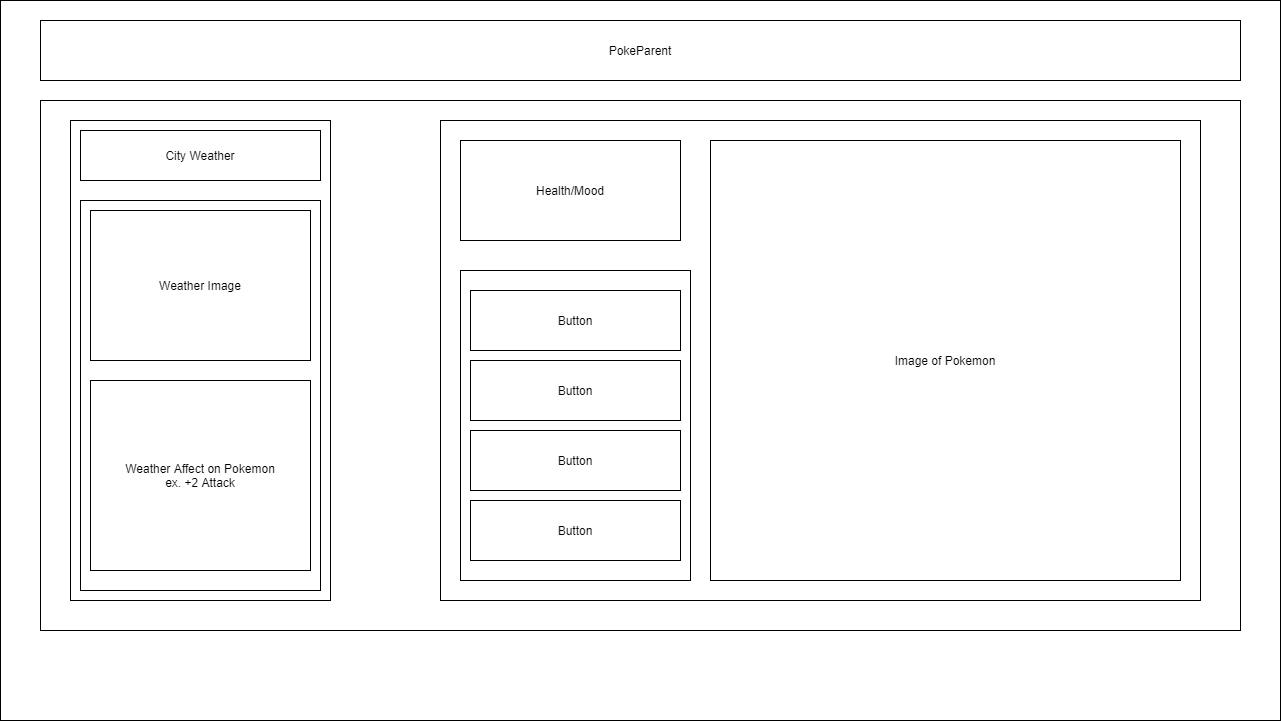 PokeParent
City Weather
Weather Image
Weather Affect on Pokemon
ex. +2 Attack
Health/Mood
Button
Button
Button
Button
Image of Pokemon